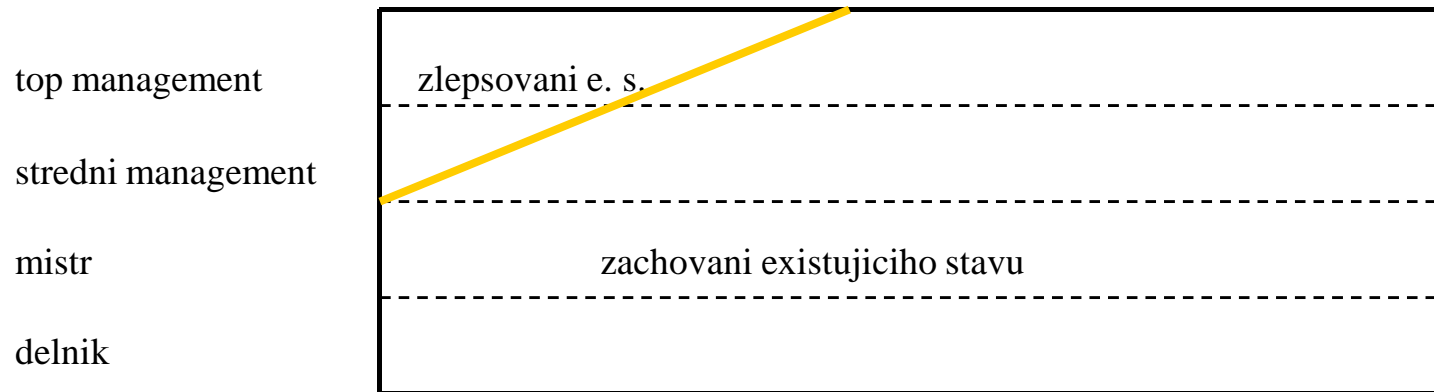 top management
zlepsovani e. s.
stredni management
mistr
zachovani existujiciho stavu
delnik